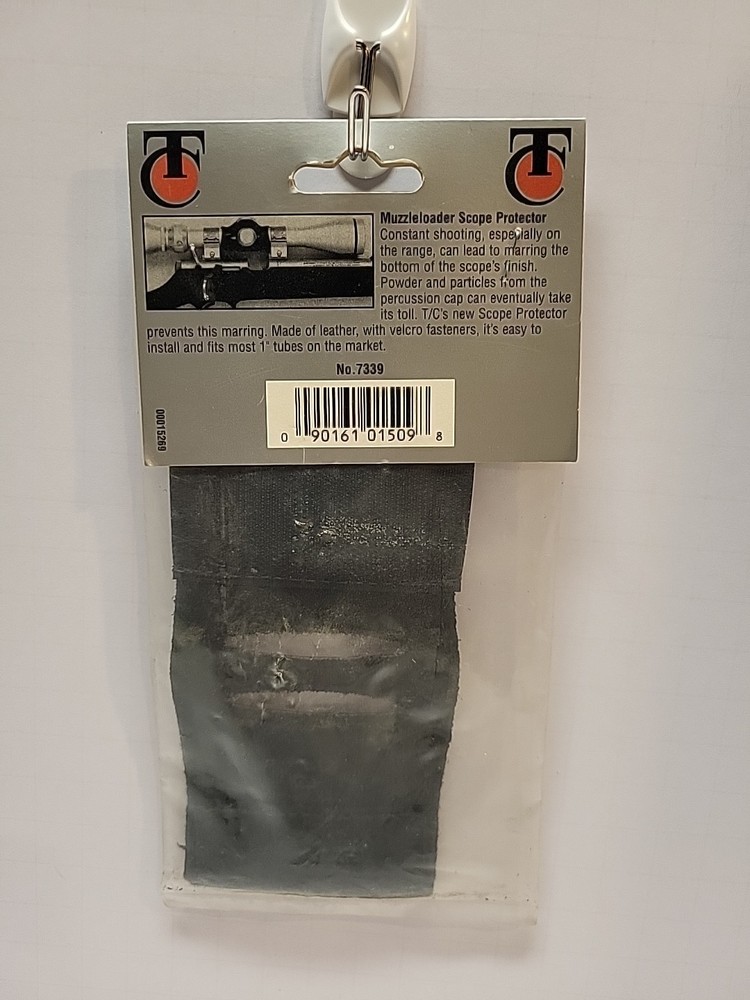 TC
TC
Muzzleloader Scope Protector
Constant shooting, especially on
the range, can lead to marring the
bottom of the scope's finish.
Powder and particles from the
percussion cap can eventually take
its toll. T/C's new Scope Protector
prevents this marring. Made of leather, with velcro fasteners, it's easy to
install and fits most 1" tubes on the market.
No.7339
00015269
0 90161 01509 8